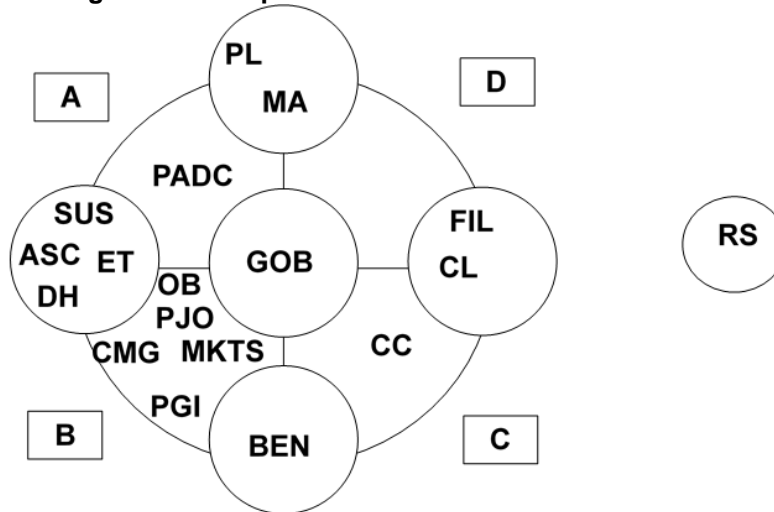 PL
MA
A
D
PADC
SUS
ASC ET
DH
GOB
FIL
CL
RS
OB
PJO
CMG MKTS
PGI
CC
B
BEN
C